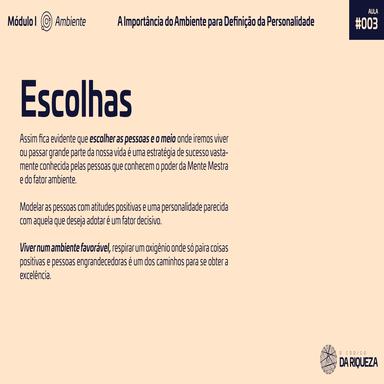 Módulo I Ambiente A Importância do Ambiente para Definição da Personalidade
AULA
#003
Escolhas
Assim fica evidente que escolher as pessoas e o meio onde iremos viver
ou passar grande parte da nossa vida é uma estratégia de sucesso vasta-
mente conhecida pelas pessoas que conhecem o poder da Mente Mestra
e do fator ambiente.
Modelar as pessoas com atitudes positivas e uma personalidade parecida
com aquela que deseja adotar é um fator decisivo.
Viver num ambiente favorável, respirar um oxigênio onde só paira coisas
positivas e pessoas engrandecedoras é um dos caminhos para se obter a
excelência.
O CÓDIGO
DA RIQUEZA